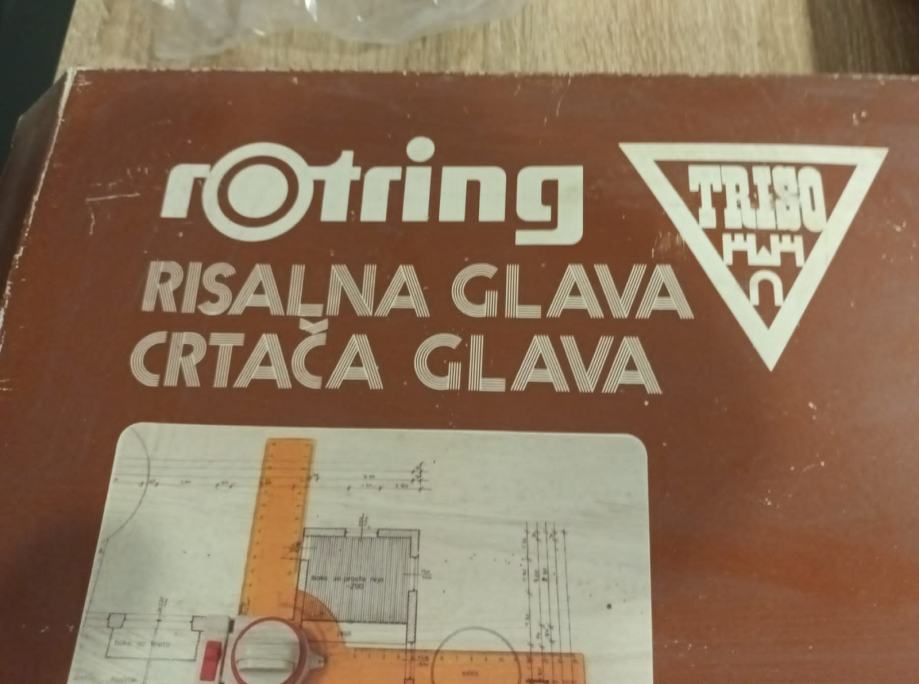 rotring
TRISO
RISALNA GLAVA
CRTAČA GLAVA